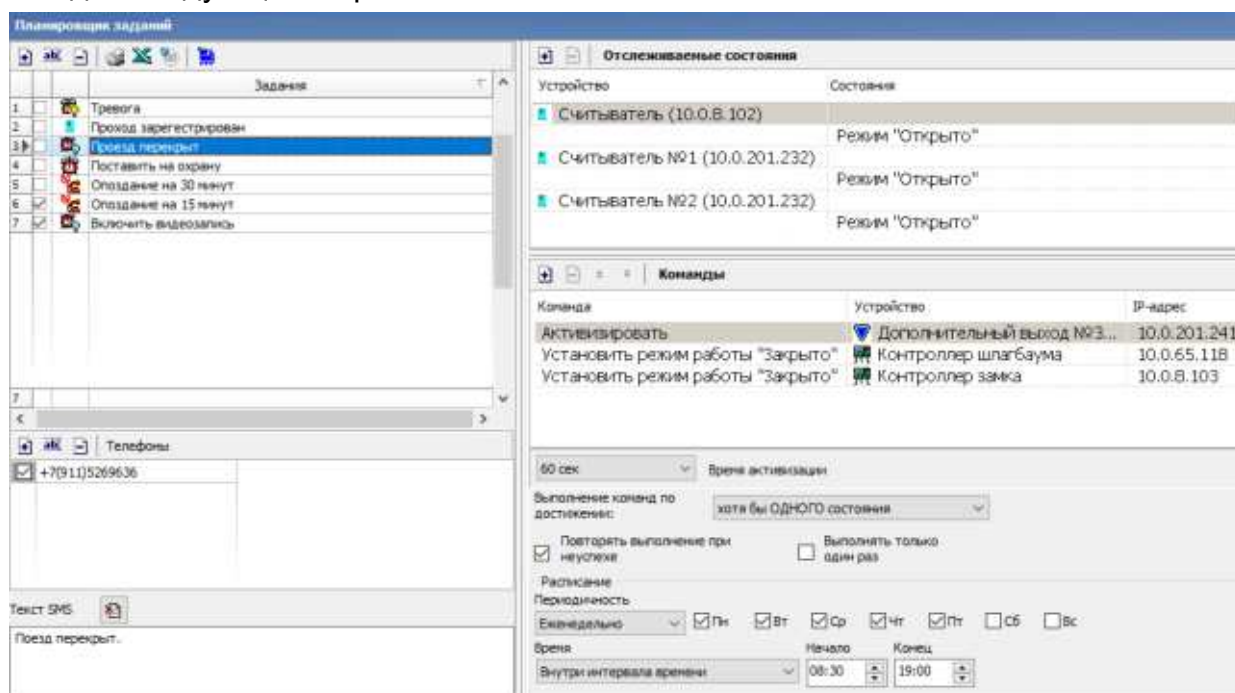 Планировщик заданий
Задания
1 Тревога
2 Проход зарегестрирован
3 Проезд перекрыт
4 Поставить на охрану
5 Опоздание на 30 минут
6 Опоздание на 15 минут
7 Включить видеозапись
7
Телефоны
+7(911)5269636
Текст SMS
Поезд перекрыт.
Отслеживаемые состояния
Устройство Состояния
Считыватель (10.0.8.102)
Режим "Открыто"
Считыватель №1 (10.0.201.232)
Режим "Открыто"
Считыватель №2 (10.0.201.232)
Режим "Открыто"
Команды
Команда Устройство IP-адрес
Активизировать Дополнительный выход №3... 10.0.201.241
Установить режим работы "Закрыто" Контроллер шлагбаума 10.0.65.118
Установить режим работы "Закрыто" Контроллер замка 10.0.8.103
60 сек Время активизации
Выполнение команд по
достижении: хотя бы ОДНОГО состояния
Повторять выполнение при
неуспехе
Выполнять только
один раз
Расписание
Периодичность
Еженедельно Пн Вт Ср Чт Пт Сб Вс
Время Начало Конец
Внутри интервала времени 08:30 19:00